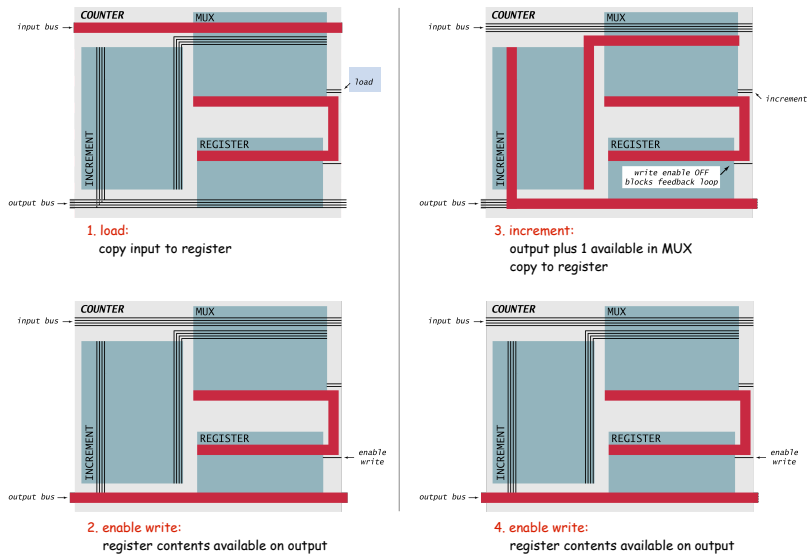 COUNTER
MUX
input bus
load
INCREMENT
REGISTER
output bus
1. load:
copy input to register
COUNTER
MUX
input bus
enable
write
INCREMENT
REGISTER
output bus
2. enable write:
register contents available on output
COUNTER
MUX
input bus
increment
INCREMENT
REGISTER
write enable OFF
blocks feedback loop
output bus
3. increment:
output plus 1 available in MUX
copy to register
COUNTER
MUX
input bus
enable
write
INCREMENT
REGISTER
output bus
4. enable write:
register contents available on output